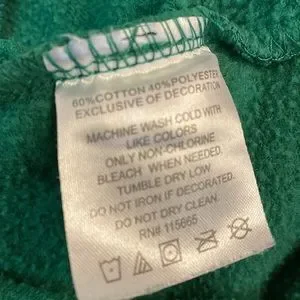 60%COTTON 40%POLYESTER
EXCLUSIVE OF DECORATION
MACHINE WASH COLD WITH
LIKE COLORS
ONLY NON-CHLORINE
BLEACH WHEN NEEDED.
TUMBLE DRY LOW
DO NOT IRON IF DECORATED.
DO NOT DRY CLEAN.
RN# 115665